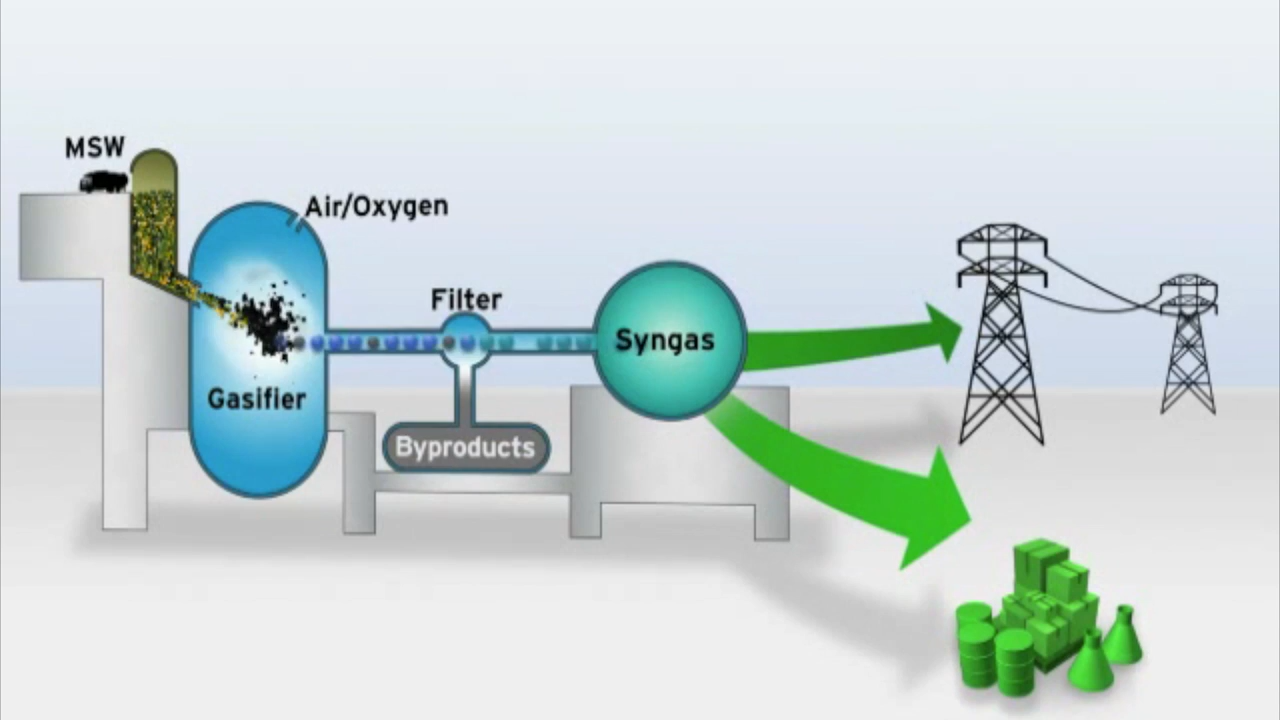 MSW
Air/Oxygen
Filter
Syngas
Gasifier
Byproducts